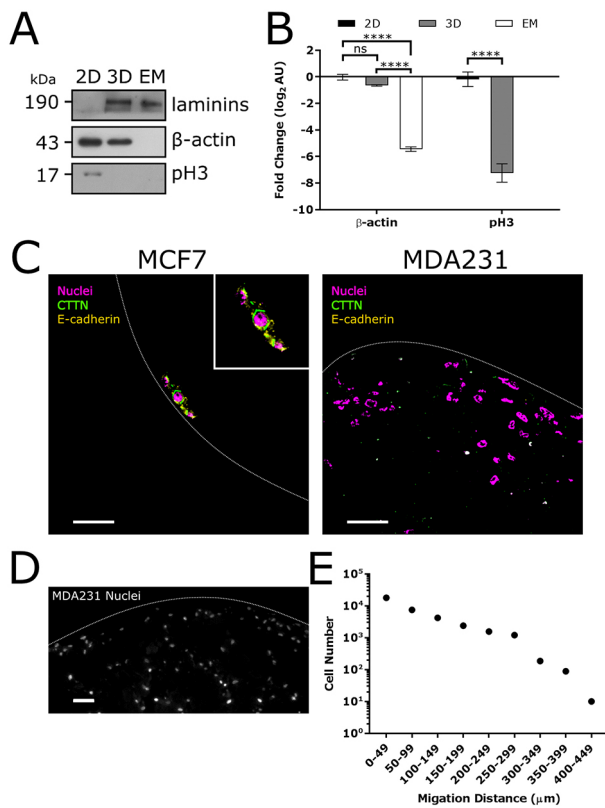 A
kDa
2D 3D EM
190
laminins
43
β-actin
17
pH3
B
2D
3D
EM
****
ns
****
****
Fold Change (log2 AU)
2
0
-2
-4
-6
-8
-10
β-actin
pH3
C
MCF7
Nuclei
CTTN
E-cadherin
MDA231
Nuclei
CTTN
E-cadherin
D
MDA231 Nuclei
E
Cell Number
10^5
10^4
10^3
10^2
10^1
10^0
0-49
50-99
100-149
150-199
200-249
250-299
300-349
350-399
400-449
Migation Distance (μm)